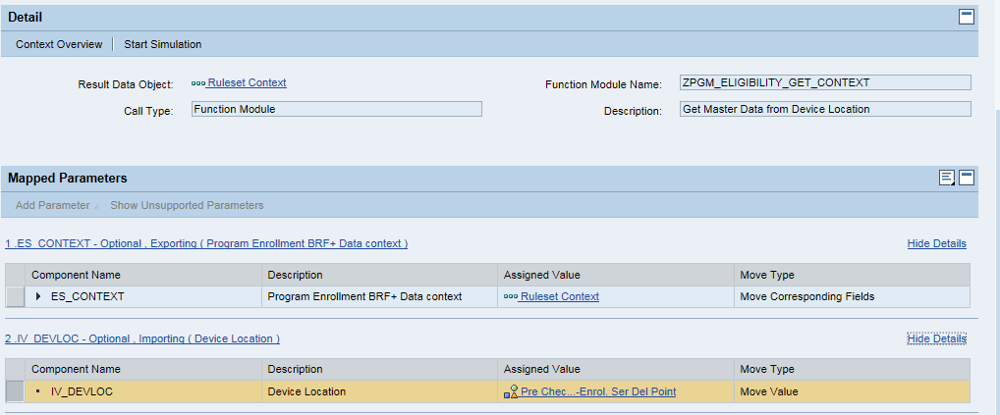 Detail
Context Overview Start Simulation
Result Data Object: Ruleset Context Function Module Name: ZPGM_ELIGIBILITY_GET_CONTEXT
Call Type: Function Module Description: Get Master Data from Device Location
Mapped Parameters
Add Parameter Show Unsupported Parameters
1 .ES_CONTEXT - Optional , Exporting ( Program Enrollment BRF+ Data context ) Hide Details
Component Name Description Assigned Value Move Type
ES_CONTEXT Program Enrollment BRF+ Data context Ruleset Context Move Corresponding Fields
2 .IV_DEVLOC - Optional , Importing ( Device Location ) Hide Details
Component Name Description Assigned Value Move Type
IV_DEVLOC Device Location Pre Chec...-Enrol. Ser Del Point Move Value